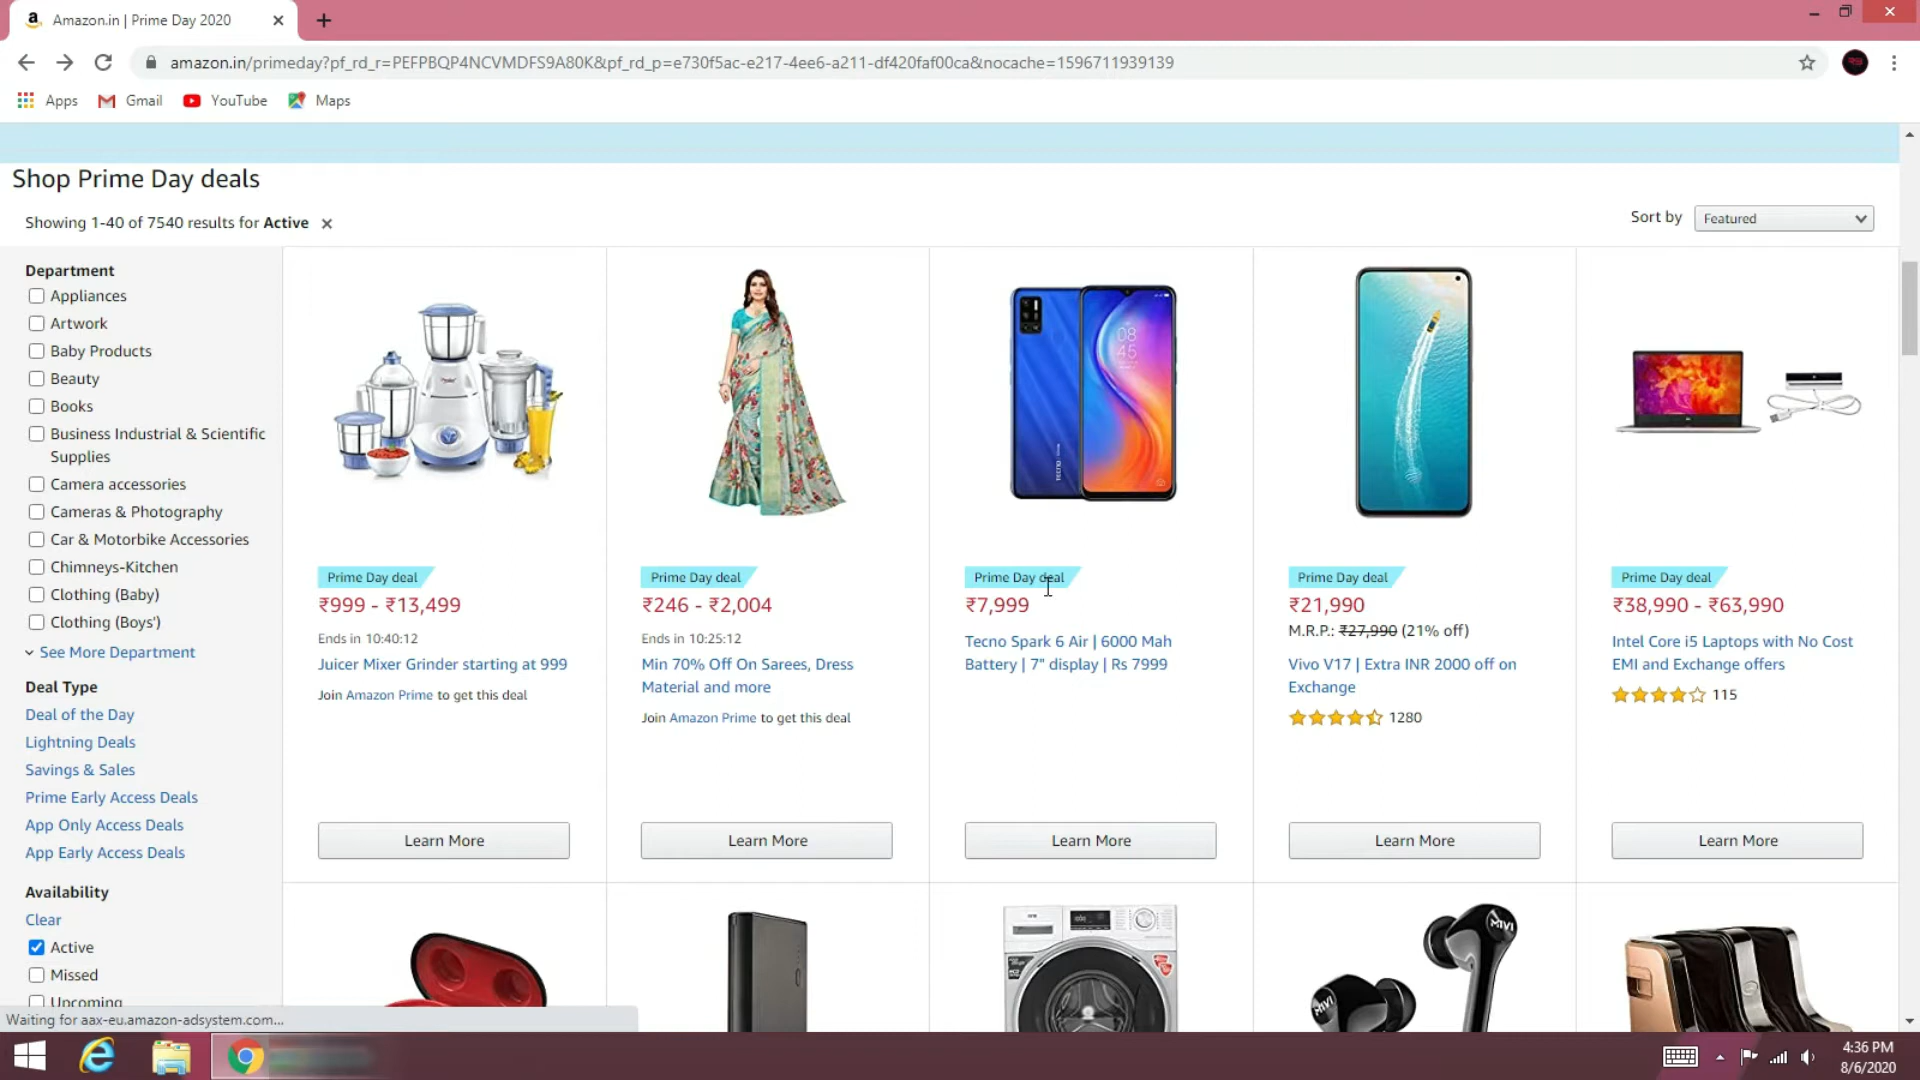 Amazon.in | Prime Day 2020
amazon.in/primeday?pf_rd_r=PEFPBQP4NCVMDFS9A80K&pf_rd_p=e730f5ac-e217-4ee6-a211-df420faf00ca&nocache=1596711939139
Apps Gmail YouTube Maps
Shop Prime Day deals
Showing 1-40 of 7540 results for Active
Sort by Featured
Department
Appliances
Artwork
Baby Products
Beauty
Books
Business Industrial & Scientific
Supplies
Camera accessories
Cameras & Photography
Car & Motorbike Accessories
Chimneys-Kitchen
Clothing (Baby)
Clothing (Boys')
See More Department
Deal Type
Deal of the Day
Lightning Deals
Savings & Sales
Prime Early Access Deals
App Only Access Deals
App Early Access Deals
Availability
Clear
Active
Missed
Upcoming
Prime Day deal
₹999 - ₹13,499
Ends in 10:40:12
Juicer Mixer Grinder starting at 999
Join Amazon Prime to get this deal
Learn More
Prime Day deal
₹246 - ₹2,004
Ends in 10:25:12
Min 70% Off On Sarees, Dress
Material and more
Join Amazon Prime to get this deal
Learn More
TECNO
08
45
Prime Day deal
₹7,999
Tecno Spark 6 Air | 6000 Mah
Battery | 7" display | Rs 7999
Learn More
Prime Day deal
₹21,990
M.R.P.: ₹27,990 (21% off)
Vivo V17 | Extra INR 2000 off on
Exchange
1280
Learn More
Prime Day deal
₹38,990 - ₹63,990
Intel Core i5 Laptops with No Cost
EMI and Exchange offers
115
Learn More
MIVI
MIVI
Waiting for aax-eu.amazon-adsystem.com...
4:36 PM
8/6/2020